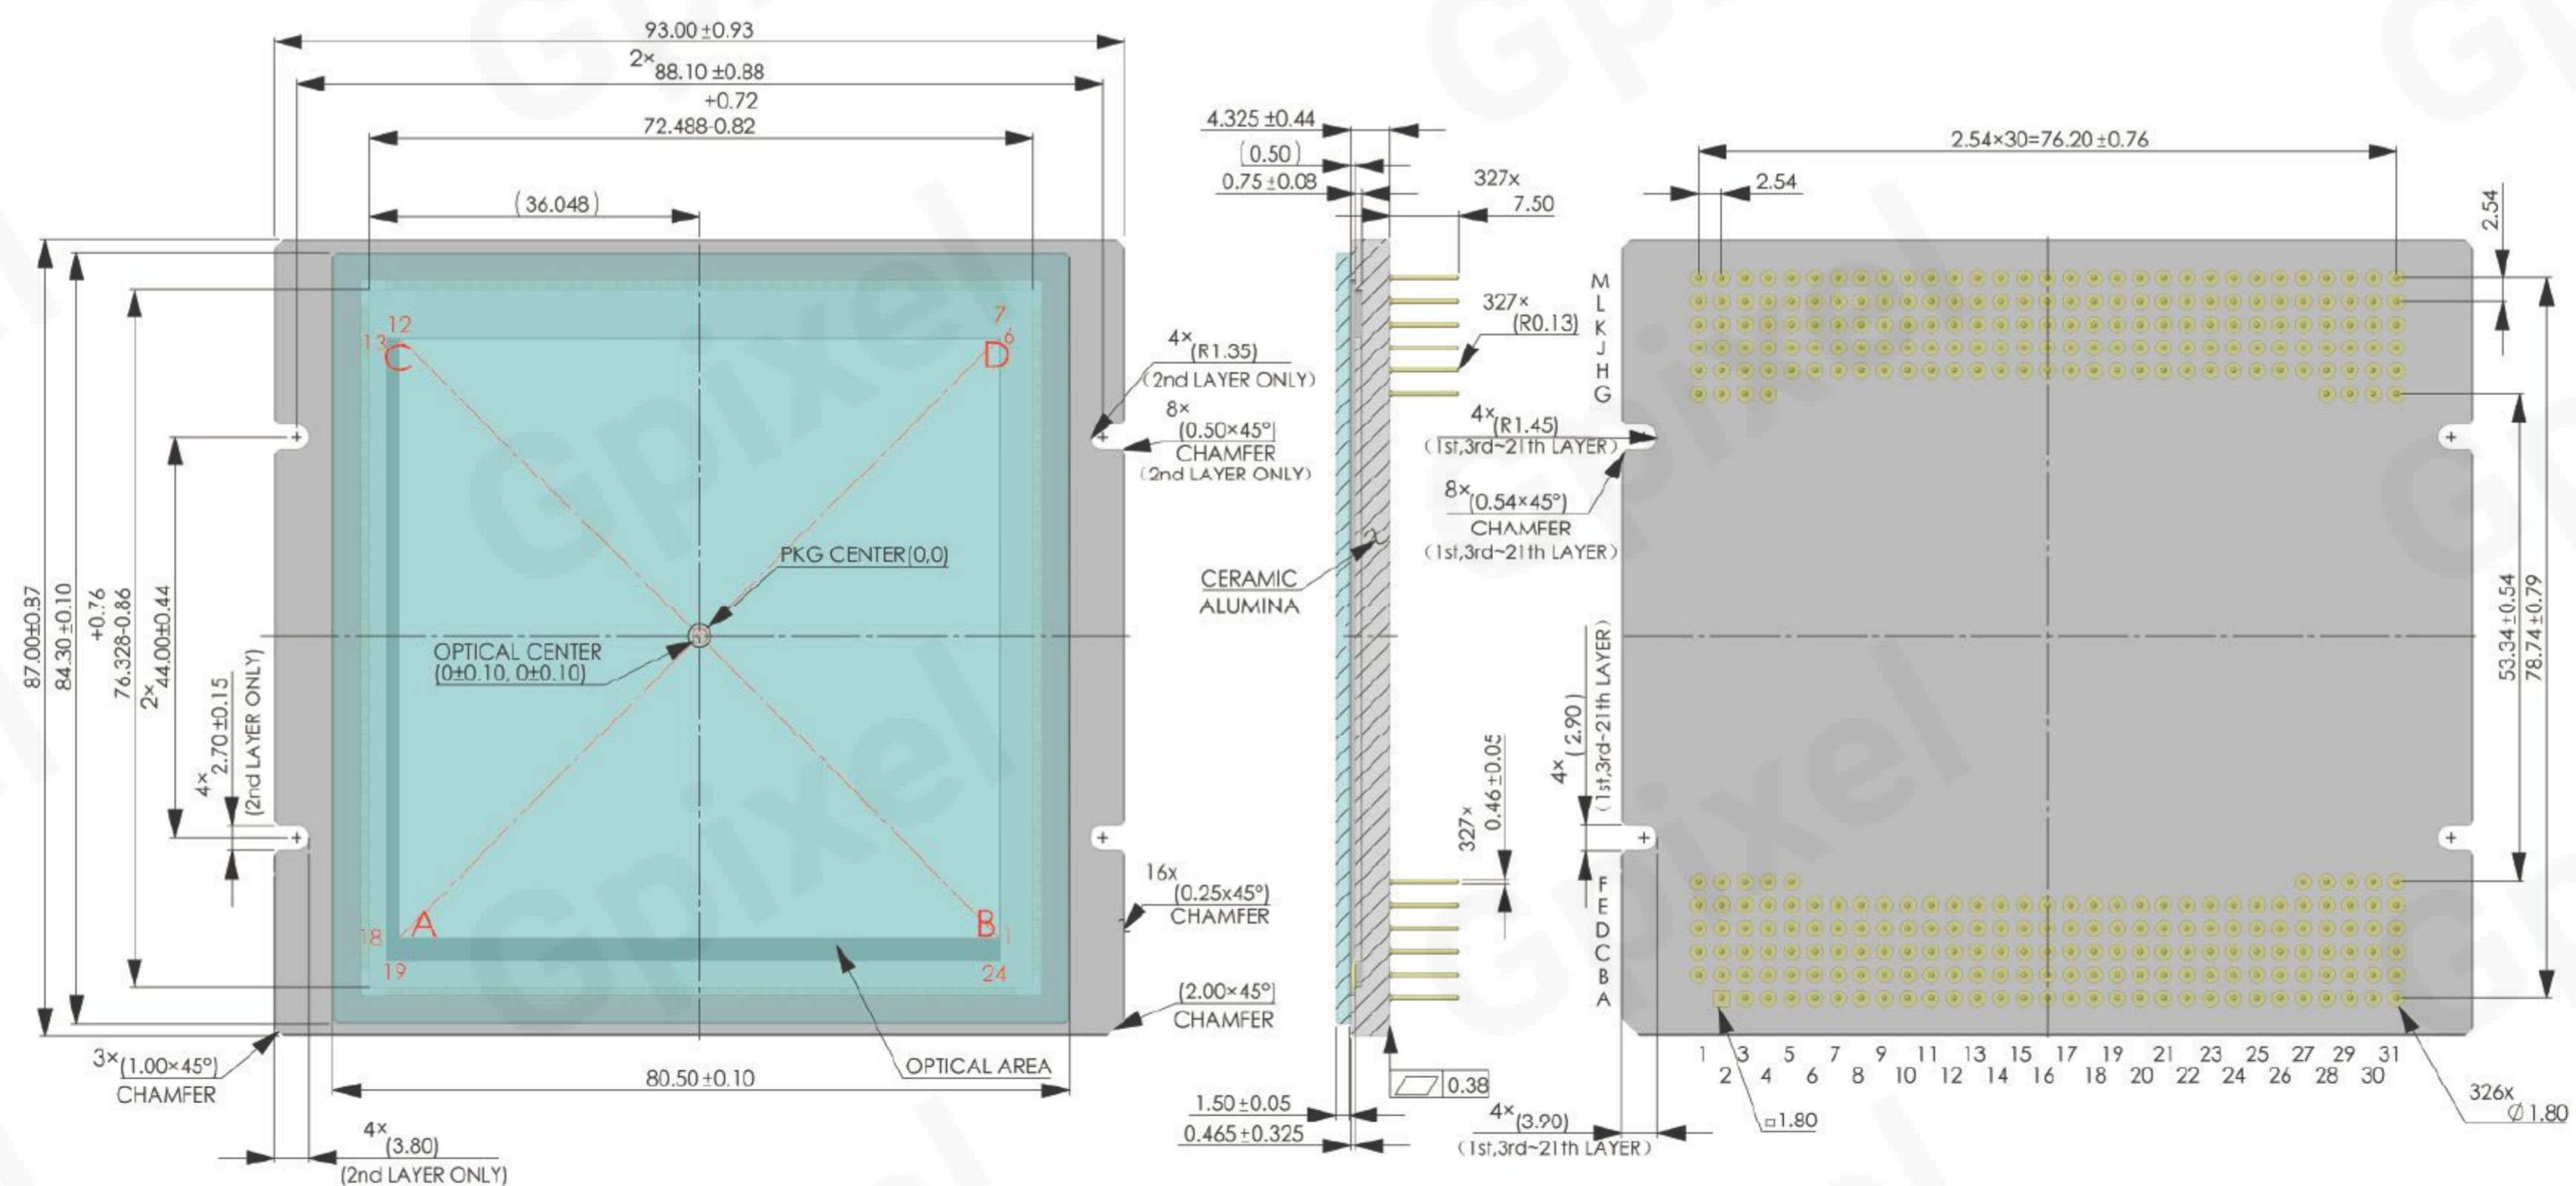 93.00±0.93
2×
88.10±0.88
+0.72
72.488-0.82
(36.048)
87.00±0.87
84.30±0.10
+0.76
76.328-0.86
2×
44.00±0.44
4×
2.70±0.15
(2nd LAYER ONLY)
12
13
C
7
6
D
PKG CENTER(0,0)
OPTICAL CENTER
(0±0.10, 0±0.10)
18
A
19
B
1
24
OPTICAL AREA
80.50±0.10
3×
(1.00×45°)
CHAMFER
4×
(3.80)
(2nd LAYER ONLY)
4×
(R1.35)
(2nd LAYER ONLY)
8×
(0.50×45°)
CHAMFER
(2nd LAYER ONLY)
16x
(0.25x45°)
CHAMFER
(2.00×45°)
CHAMFER
4.325±0.44
(0.50)
0.75±0.08
327x
7.50
327×
(R0.13)
4×
(R1.45)
(1st,3rd~21th LAYER)
8×
(0.54×45°)
CHAMFER
(1st,3rd~21th LAYER)
CERAMIC
ALUMINA
327×
0.46±0.05
4×
(2.90)
(1st,3rd~21th LAYER)
0.38
1.50±0.05
0.465±0.325
4×
(3.90)
(1st,3rd~21th LAYER)
2.54×30=76.20±0.76
2.54
2.54
M
L
K
J
H
G
53.34±0.54
78.74±0.79
F
E
D
C
B
A
1 3 5 7 9 11 13 15 17 19 21 23 25 27 29 31
2 4 6 8 10 12 14 16 18 20 22 24 26 28 30
□1.80
326x
∅1.80
Gpixel
Gpixel
Gpixel
Gpixel